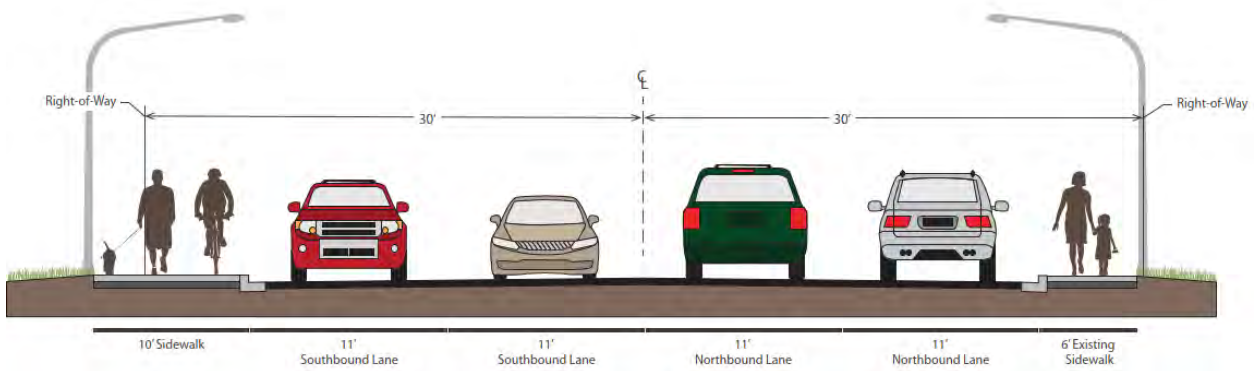 ℄
Right-of-Way
30'
30'
Right-of-Way
10' Sidewalk
11'
Southbound Lane
11'
Southbound Lane
11'
Northbound Lane
11'
Northbound Lane
6' Existing
Sidewalk